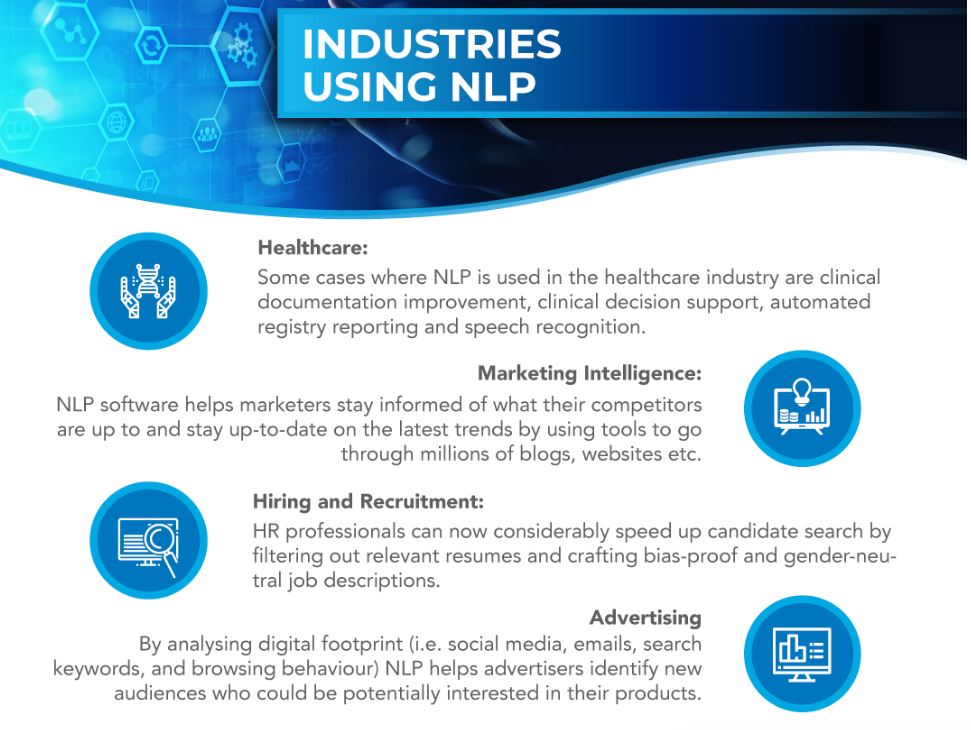 INDUSTRIES
USING NLP
Healthcare:
Some cases where NLP is used in the healthcare industry are clinical
documentation improvement, clinical decision support, automated
registry reporting and speech recognition.
Marketing Intelligence:
NLP software helps marketers stay informed of what their competitors
are up to and stay up-to-date on the latest trends by using tools to go
through millions of blogs, websites etc.
Hiring and Recruitment:
HR professionals can now considerably speed up candidate search by
filtering out relevant resumes and crafting bias-proof and gender-neu-
tral job descriptions.
Advertising
By analysing digital footprint (i.e. social media, emails, search
keywords, and browsing behaviour) NLP helps advertisers identify new
audiences who could be potentially interested in their products.